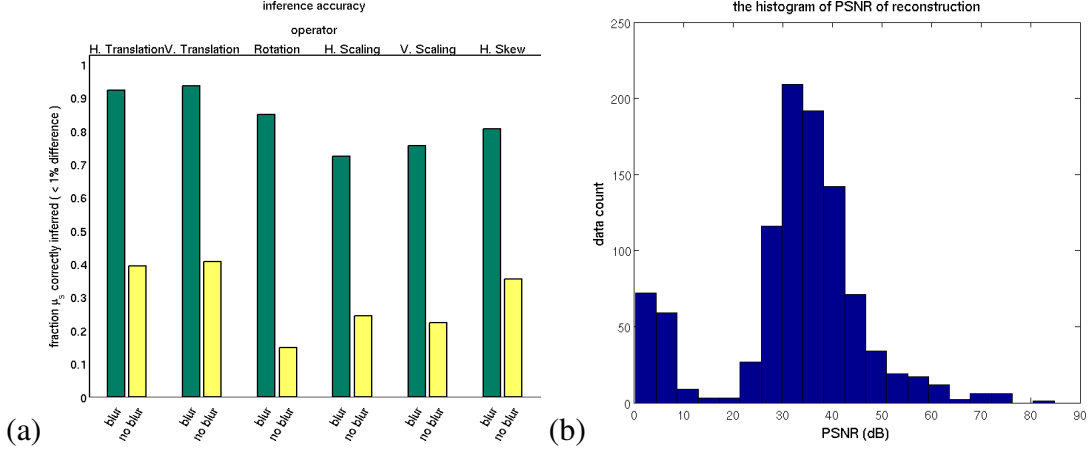 inference accuracy
operator
H. Translation V. Translation Rotation H. Scaling V. Scaling H. Skew
fraction μs correctly inferred ( < 1% difference )
1
0.9
0.8
0.7
0.6
0.5
0.4
0.3
0.2
0.1
0
blur no blur blur no blur blur no blur blur no blur blur no blur blur no blur
(a)
the histogram of PSNR of reconstruction
data count
250
200
150
100
50
0
0 10 20 30 40 50 60 70 80 90
PSNR (dB)
(b)